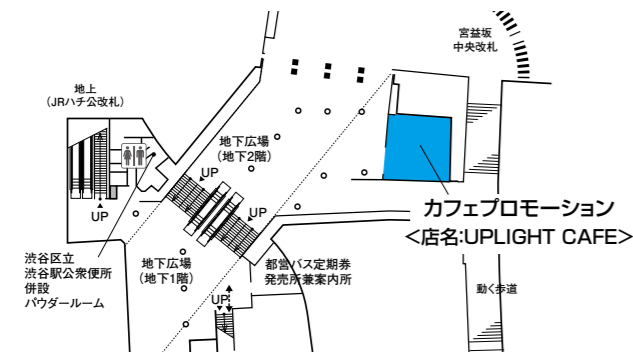 宮益坂
中央改札
地上
（JRハチ公改札）
地下広場
（地下2階）
UP
UP
UP
カフェプロモーション
<店名:UPLIGHT CAFE>
渋谷区立
渋谷駅公衆便所
併設
パウダールーム
地下広場
（地下1階）
都営バス定期券
発売所兼案内所
UP
動く歩道